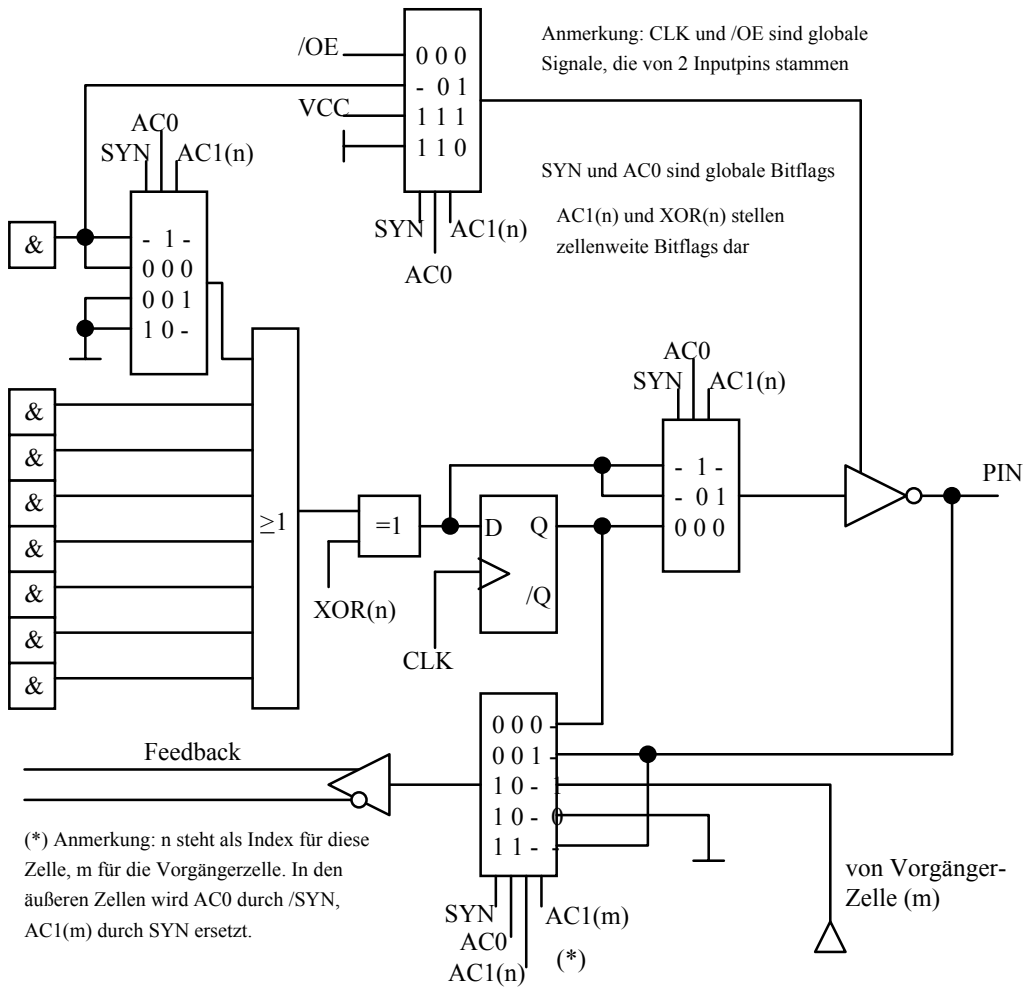 /OE
0 0 0
- 0 1
VCC
1 1 1
1 1 0
SYN
AC1(n)
AC0
Anmerkung: CLK und /OE sind globale
Signale, die von 2 Inputpins stammen
SYN und AC0 sind globale Bitflags
AC1(n) und XOR(n) stellen
zellenweite Bitflags dar
AC0
SYN
AC1(n)
&
- 1 -
0 0 0
0 0 1
1 0 -
&
&
&
&
&
&
&
≥1
=1
XOR(n)
D
Q
/Q
CLK
AC0
SYN
AC1(n)
- 1 -
- 0 1
0 0 0
PIN
0 0 0 -
0 0 1 -
1 0 - 1
1 0 - 0
1 1 - -
SYN
AC0
AC1(n)
AC1(m)
(*)
von Vorgänger-
Zelle (m)
Feedback
(*) Anmerkung: n steht als Index für diese
Zelle, m für die Vorgängerzelle. In den
äußeren Zellen wird AC0 durch /SYN,
AC1(m) durch SYN ersetzt.